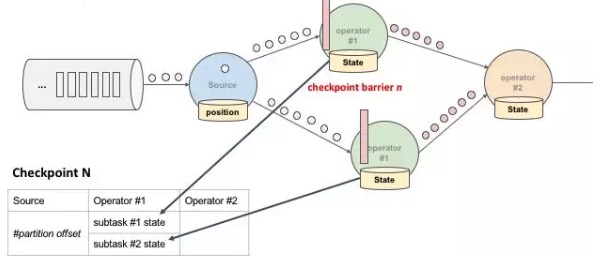 operator
#1
State
...
Source
position
checkpoint barrier n
operator
#2
State
operator
#1
State
Checkpoint N
Source Operator #1 Operator #2
#partition offset
subtask #1 state
subtask #2 state